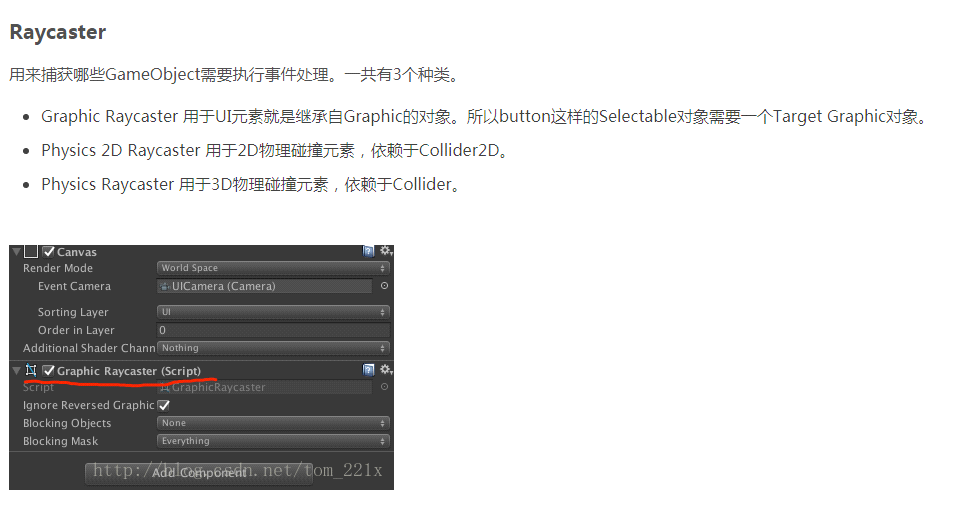 Raycaster
用来捕获哪些GameObject需要执行事件处理。一共有3个种类。
Graphic Raycaster 用于UI元素就是继承自Graphic的对象。所以button这样的Selectable对象需要一个Target Graphic对象。
Physics 2D Raycaster 用于2D物理碰撞元素，依赖于Collider2D。
Physics Raycaster 用于3D物理碰撞元素，依赖于Collider。
Canvas
Render Mode World Space
Event Camera UICamera (Camera)
Sorting Layer UI
Order in Layer 0
Additional Shader Chann Nothing
Graphic Raycaster (Script)
Script GraphicRaycaster
Ignore Reversed Graphic
Blocking Objects None
Blocking Mask Everything
Add Component
http://blog.csdn.net/tom_221x